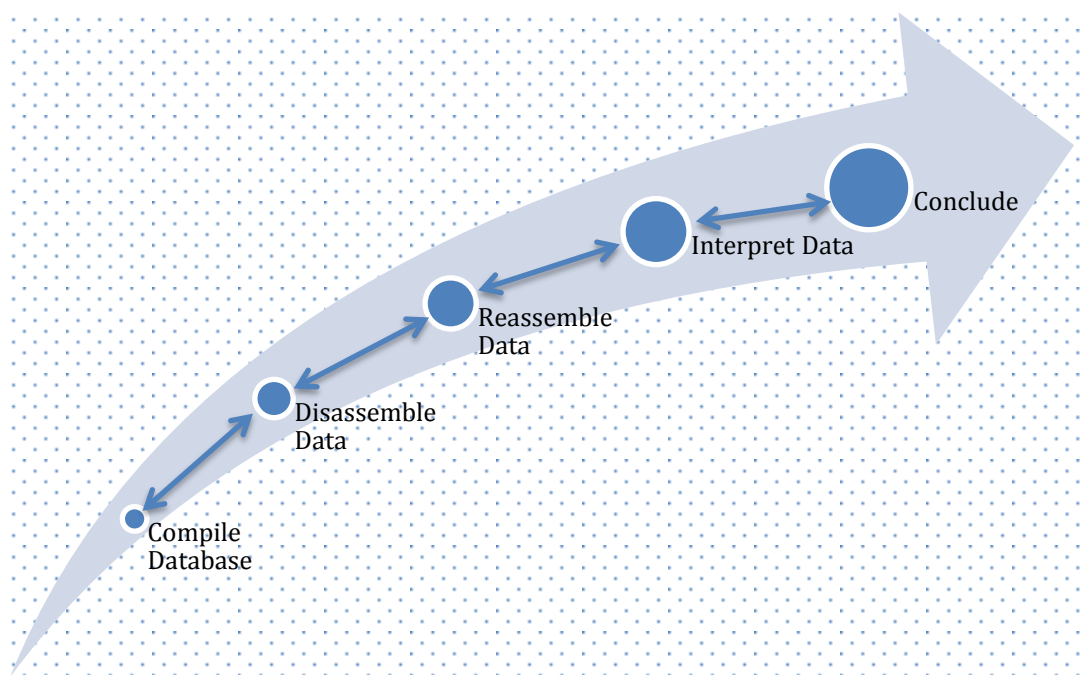 Conclude
Interpret Data
Reassemble
Data
Disassemble
Data
Compile
Database